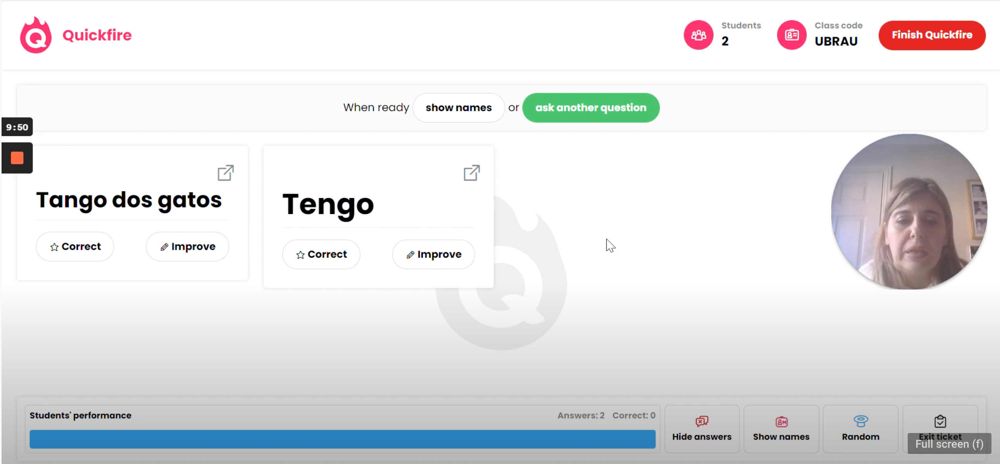 Quickfire
Students
2
Class code
UBRAU
Finish Quickfire
When ready show names or ask another question
9:50
Tango dos gatos
Correct
Improve
Tengo
Correct
Improve
Students' performance
Answers: 2 Correct: 0
Hide answers
Show names
Random
Exit ticket
Full screen (f)